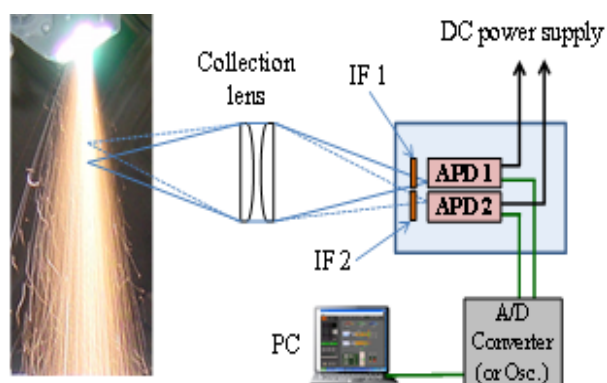 DC power supply
Collection
lens
IF 1
APD 1
APD 2
IF 2
PC
A/D
Converter
(or Osc.)